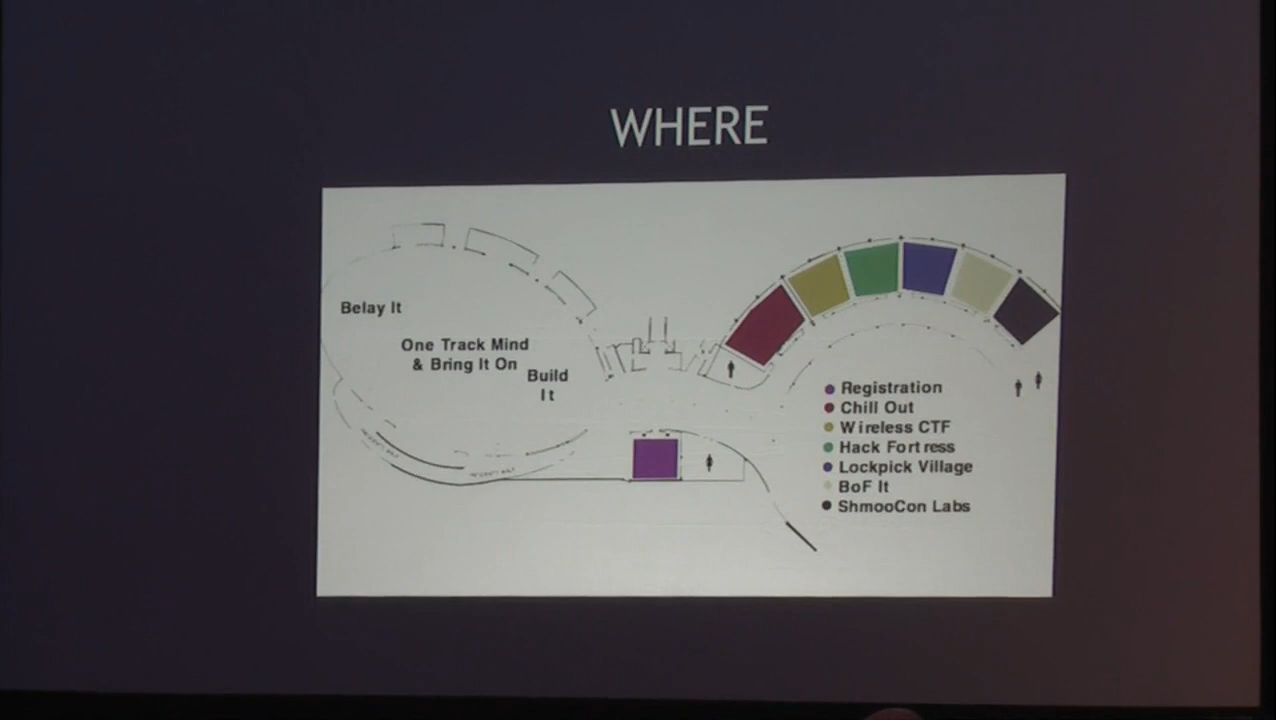 WHERE
Belay It
One Track Mind
& Bring It On
Build
It
Registration
Chill Out
Wireless CTF
Hack Fortress
Lockpick Village
BoF It
ShmooCon Labs